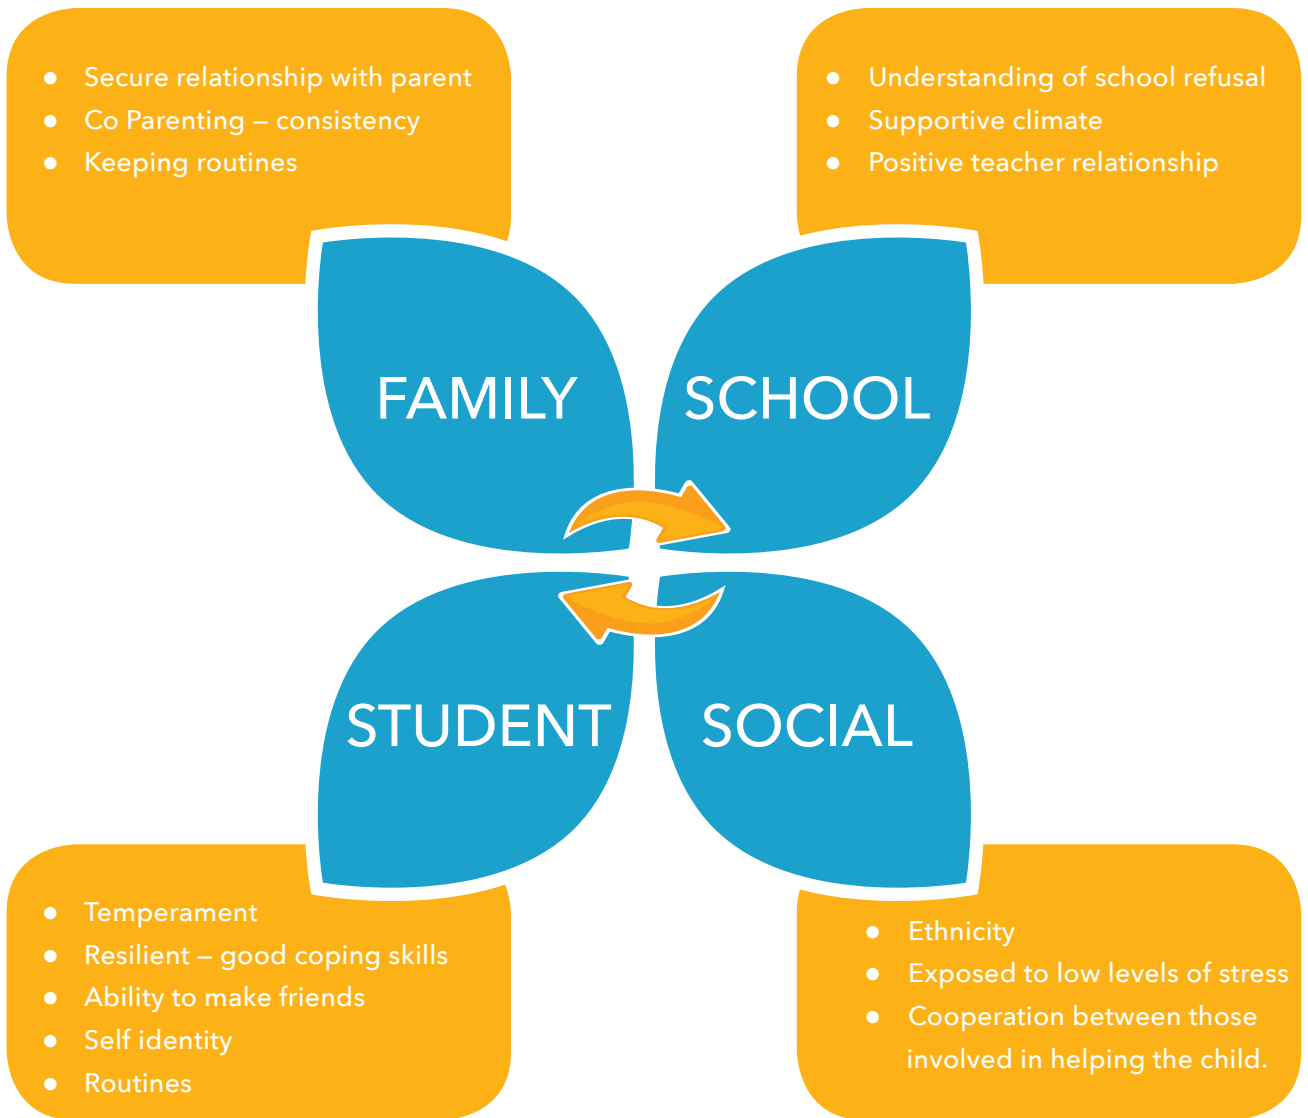 ● Secure relationship with parent
● Co Parenting – consistency
● Keeping routines
● Understanding of school refusal
● Supportive climate
● Positive teacher relationship
FAMILY
SCHOOL
STUDENT
SOCIAL
● Temperament
● Resilient – good coping skills
● Ability to make friends
● Self identity
● Routines
● Ethnicity
● Exposed to low levels of stress
● Cooperation between those
involved in helping the child.